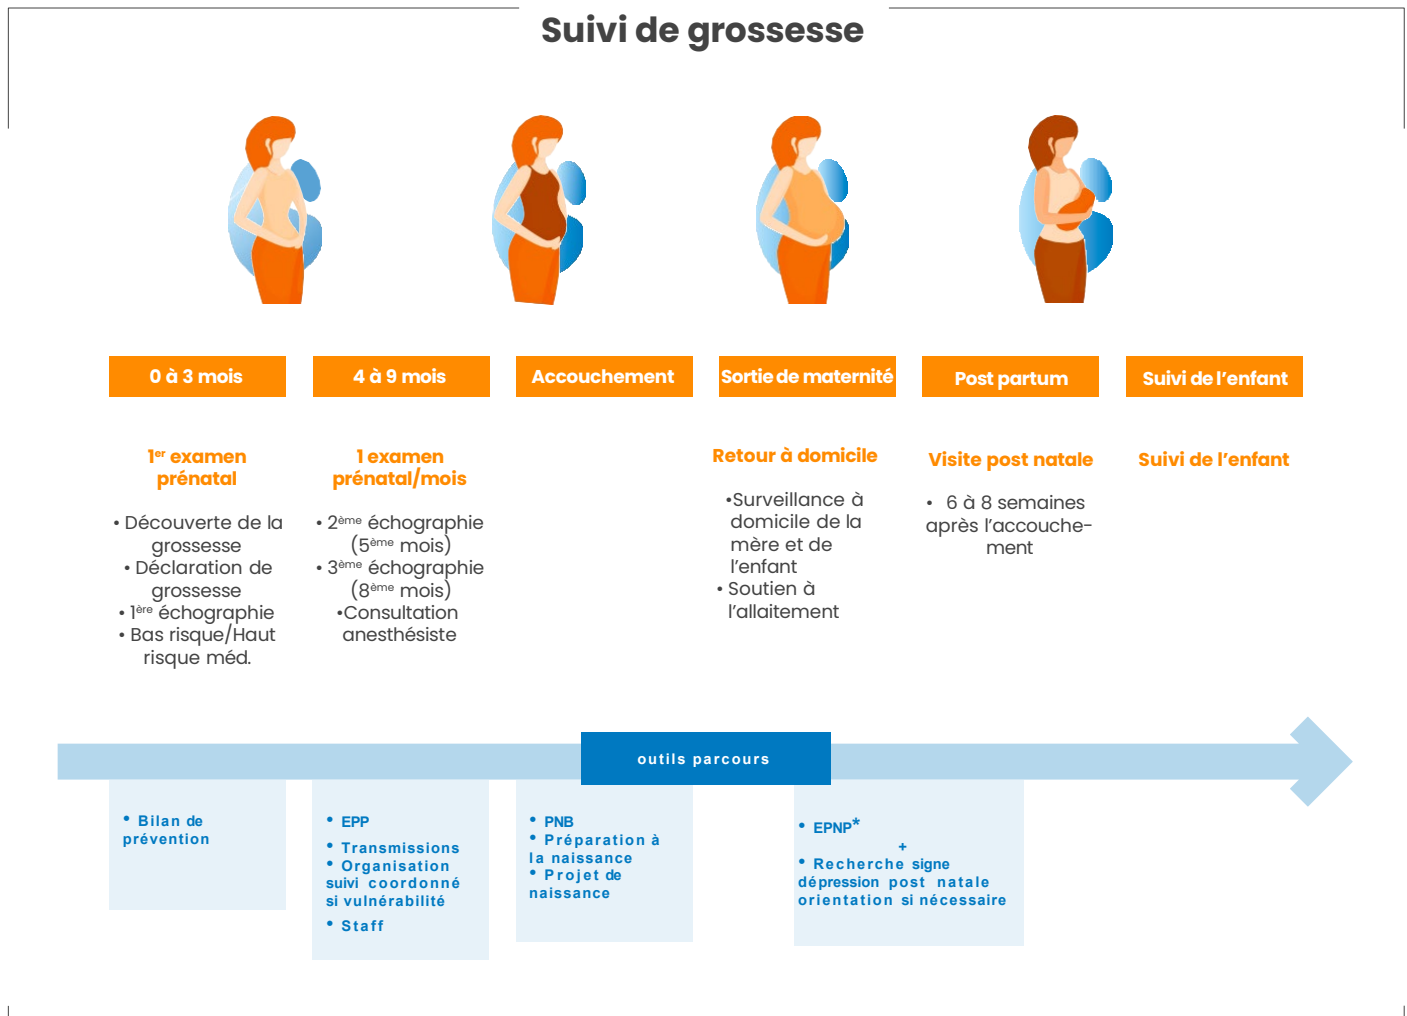 Suivi de grossesse
0 à 3 mois
4 à 9 mois
Accouchement
Sortie de maternité
Post partum
Suivi de l'enfant
1er examen
prénatal
• Découverte de la
grossesse
• Déclaration de
grossesse
• 1ère échographie
• Bas risque/Haut
risque méd.
1 examen
prénatal/mois
• 2ème échographie
(5ème mois)
• 3ème échographie
(8ème mois)
•Consultation
anesthésiste
Retour à domicile
•Surveillance à
domicile de la
mère et de
l'enfant
• Soutien à
l'allaitement
Visite post natale
• 6 à 8 semaines
après l'accouche-
ment
Suivi de l'enfant
outils parcours
• Bilan de
prévention
• EPP
• Transmissions
• Organisation
suivi coordonné
si vulnérabilité
• Staff
• PNB
• Préparation à
la naissance
• Projet de
naissance
• EPNP*
+
• Recherche signe
dépression post natale
orientation si nécessaire